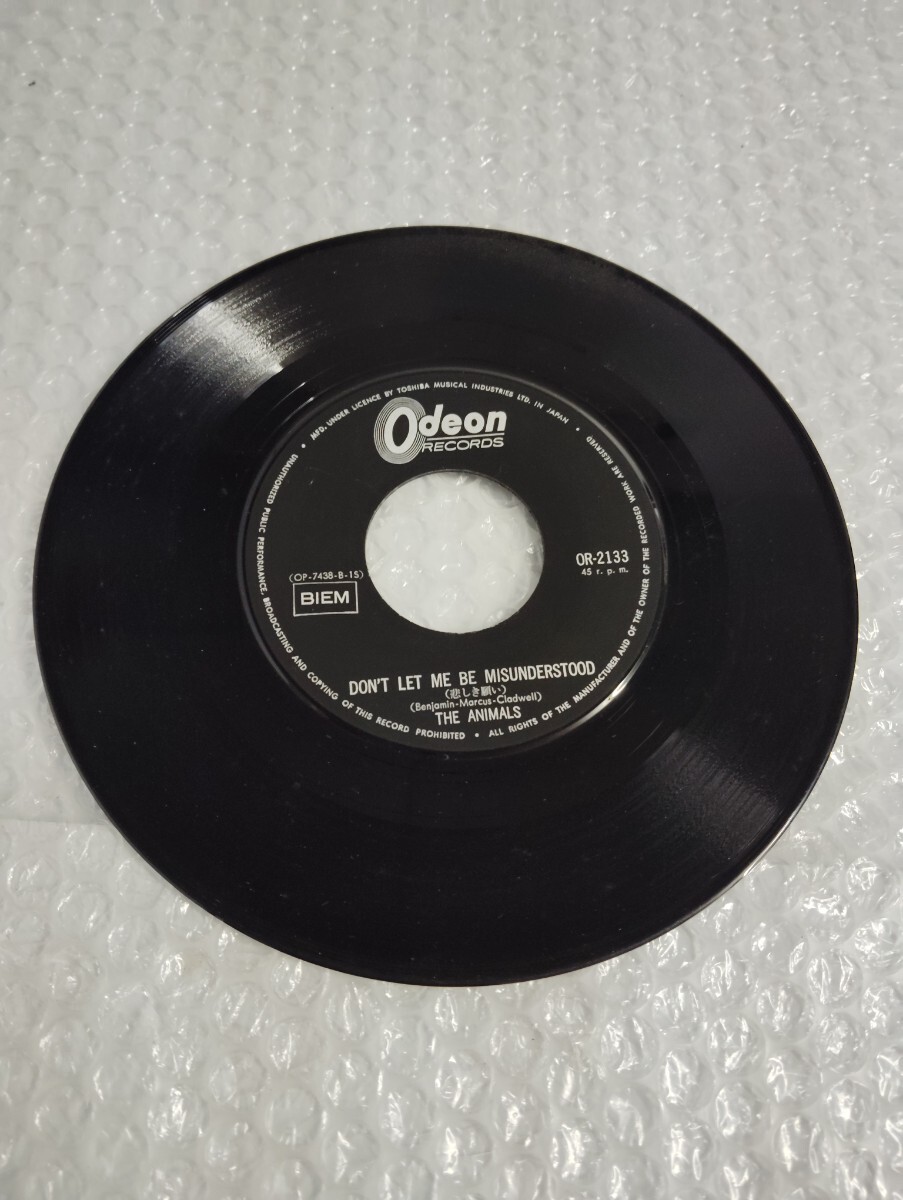 • MFD. UNDER LICENCE BY TOSHIBA MUSICAL INDUSTRIES LTD. IN JAPAN •
Odeon
RECORDS
OR-2133
45 r. p. m.
(OP-7438-B-1S)
BIEM
DON'T LET ME BE MISUNDERSTOOD
(悲しき願い)
(Benjamin-Marcus-Cladwell)
THE ANIMALS
UNAUTHORIZED PUBLIC PERFORMANCE, BROADCASTING AND COPYING OF THIS RECORD PROHIBITED • ALL RIGHTS OF THE MANUFACTURER AND OF THE OWNER OF THE RECORDED WORK ARE RESERVED